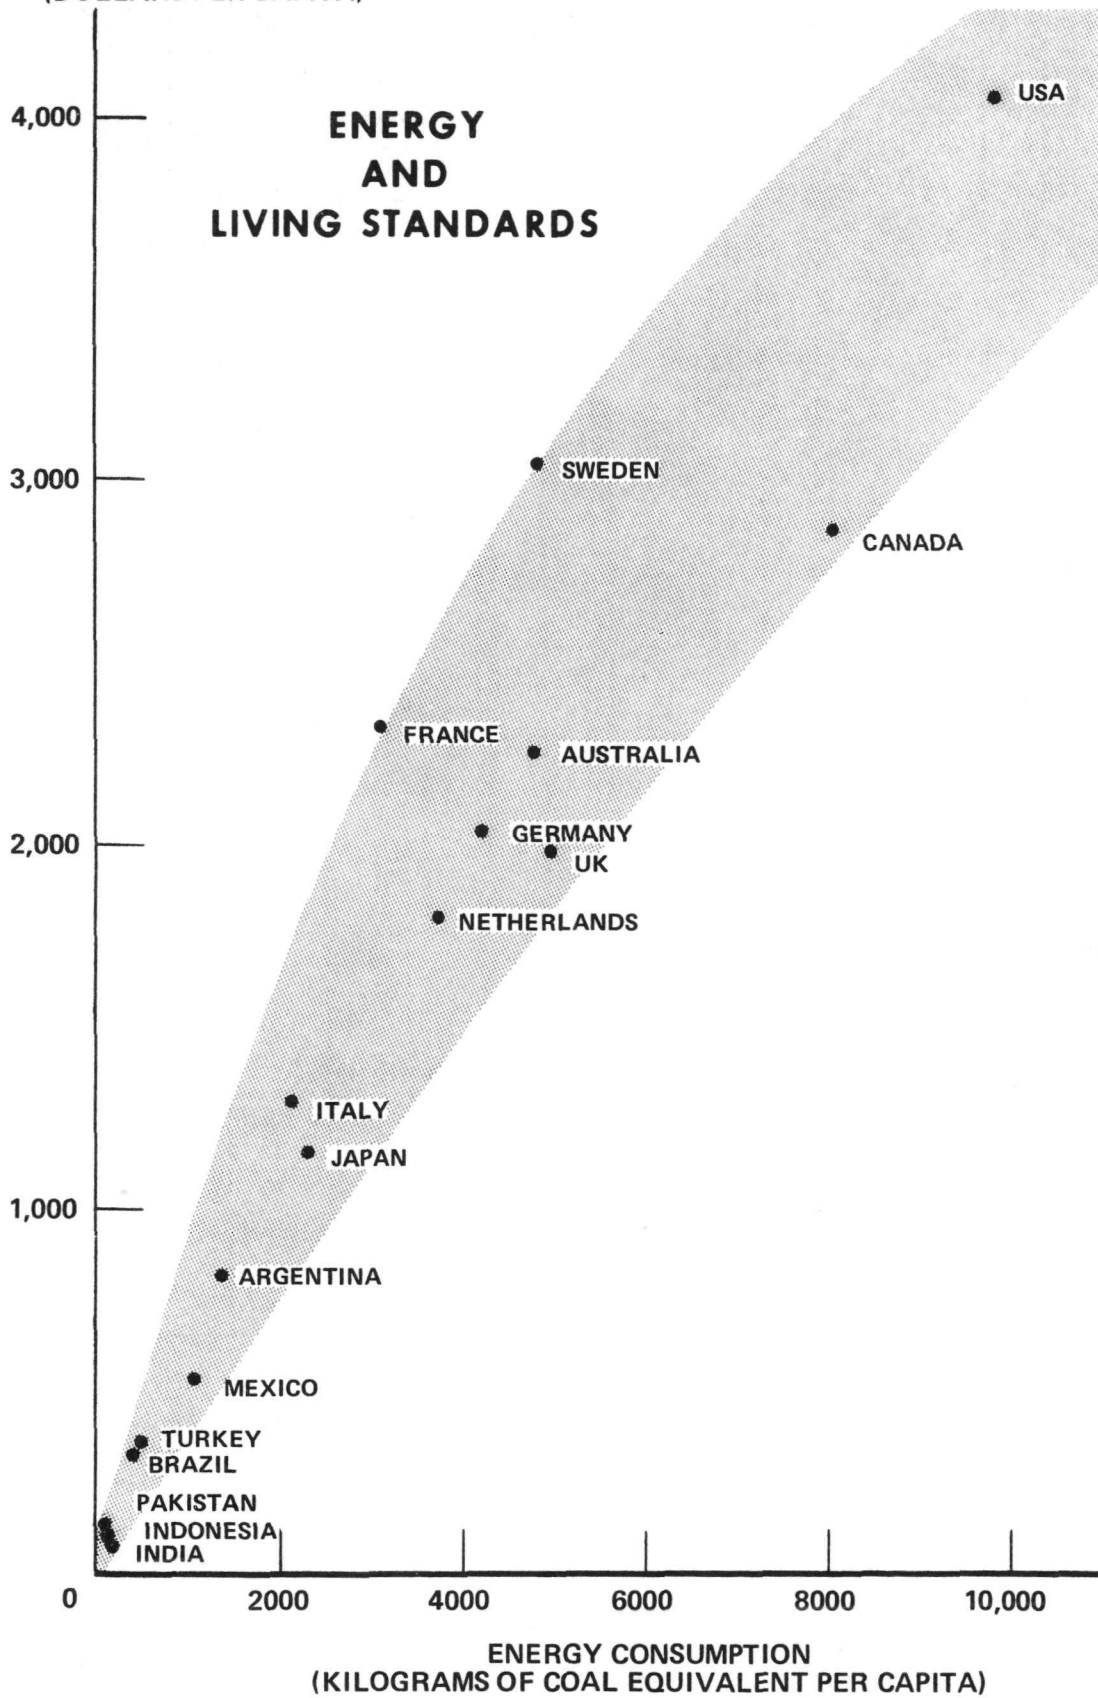 4,000
USA
ENERGY
AND
LIVING STANDARDS
3,000
SWEDEN
CANADA
FRANCE
AUSTRALIA
2,000
GERMANY
UK
NETHERLANDS
ITALY
JAPAN
1,000
ARGENTINA
MEXICO
TURKEY
BRAZIL
PAKISTAN
INDONESIA
INDIA
0 2000 4000 6000 8000 10,000
ENERGY CONSUMPTION
(KILOGRAMS OF COAL EQUIVALENT PER CAPITA)